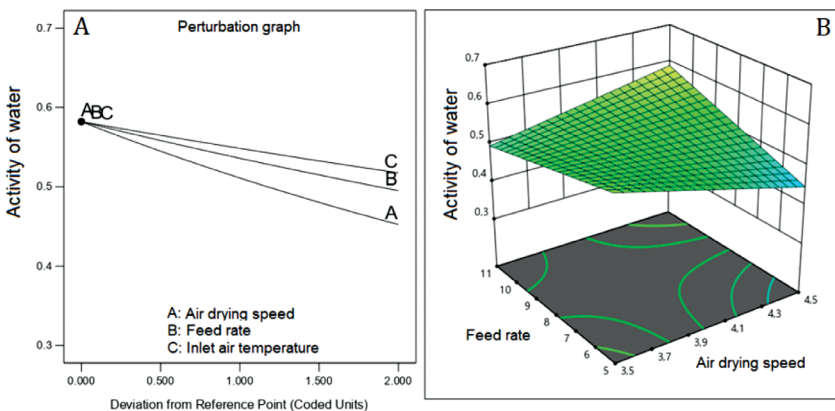 A
Perturbation graph
Activity of water
0.7
0.6
0.5
0.4
0.3
A B C
C
B
A
A: Air drying speed
B: Feed rate
C: Inlet air temperature
0.000 0.500 1.000 1.500 2.000
Deviation from Reference Point (Coded Units)
B
Activity of water
0.7
0.6
0.5
0.4
0.3
11
10
9
8
7
6
5
Feed rate
3.5
3.7
3.9
4.1
4.3
4.5
Air drying speed